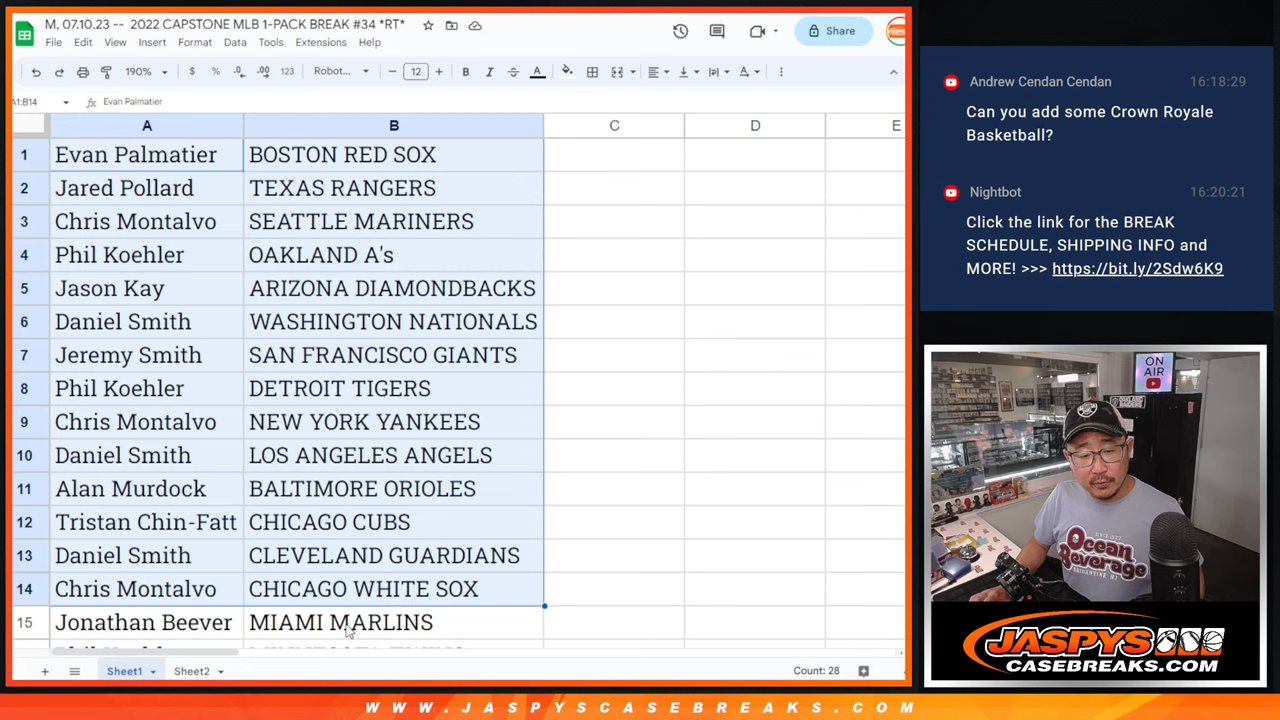 M, 07.10.23 -- 2022 CAPSTONE MLB 1-PACK BREAK #34 *RT*
File Edit View Insert Format Data Tools Extensions Help
Share
190% $ % .0 .00 123 Robot... − 12 + B I A
A1:B14 fx Evan Palmatier
A B C D E
1 Evan Palmatier BOSTON RED SOX
2 Jared Pollard TEXAS RANGERS
3 Chris Montalvo SEATTLE MARINERS
4 Phil Koehler OAKLAND A's
5 Jason Kay ARIZONA DIAMONDBACKS
6 Daniel Smith WASHINGTON NATIONALS
7 Jeremy Smith SAN FRANCISCO GIANTS
8 Phil Koehler DETROIT TIGERS
9 Chris Montalvo NEW YORK YANKEES
10 Daniel Smith LOS ANGELES ANGELS
11 Alan Murdock BALTIMORE ORIOLES
12 Tristan Chin-Fatt CHICAGO CUBS
13 Daniel Smith CLEVELAND GUARDIANS
14 Chris Montalvo CHICAGO WHITE SOX
15 Jonathan Beever MIAMI MARLINS
+ Sheet1 Sheet2 Count: 28
Andrew Cendan Cendan 16:18:29
Can you add some Crown Royale
Basketball?
Nightbot 16:20:21
Click the link for the BREAK
SCHEDULE, SHIPPING INFO and
MORE! >>> https://bit.ly/2Sdw6K9
ON
AIR
Ocean
Beverage
BRIGANTINE NJ
JASPYS
CASEBREAKS.COM
WWW.JASPYSCASEBREAKS.COM